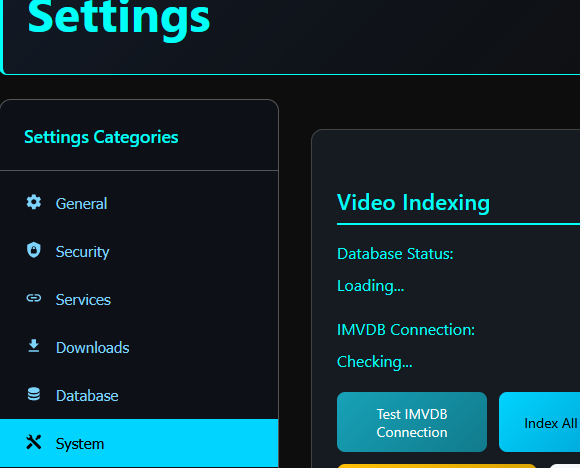 Settings
Settings Categories
General
Security
Services
Downloads
Database
System
Video Indexing
Database Status:
Loading...
IMVDB Connection:
Checking...
Test IMVDB
Connection
Index All